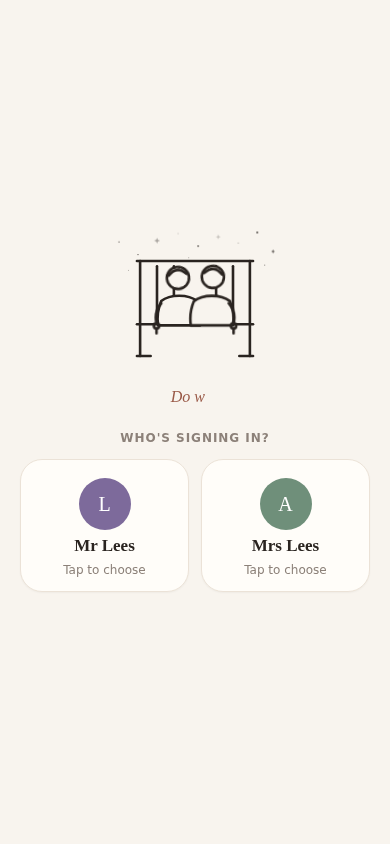 Do w
WHO'S SIGNING IN?
L
A
Mr Lees
Mrs Lees
Tap to choose
Tap to choose